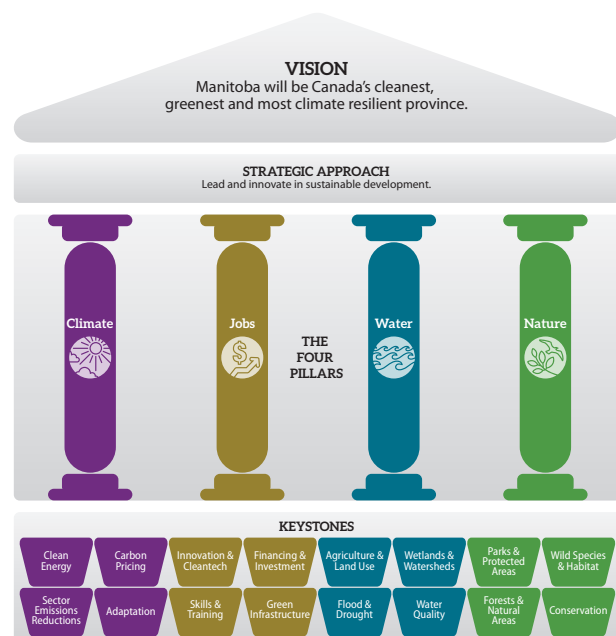 VISION
Manitoba will be Canada's cleanest,
greenest and most climate resilient province.
STRATEGIC APPROACH
Lead and innovate in sustainable development.
Climate
Jobs
Water
Nature
$
THE
FOUR
PILLARS
KEYSTONES
Clean
Energy
Carbon
Pricing
Innovation &
Cleantech
Financing &
Investment
Agriculture &
Land Use
Wetlands &
Watersheds
Parks &
Protected
Areas
Wild Species
& Habitat
Sector
Emissions
Reductions
Adaptation
Skills &
Training
Green
Infrastructure
Flood &
Drought
Water
Quality
Forests &
Natural
Areas
Conservation